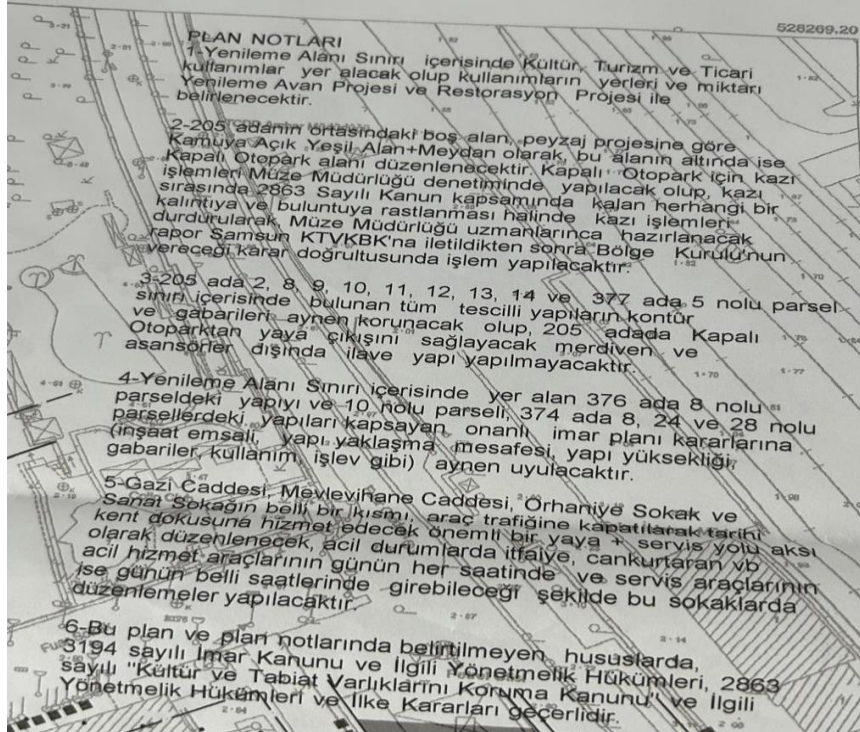 528269.20
PLAN NOTLARI
1-Yenileme Alanı Sınırı içerisinde Kültür, Turizm ve Ticari
kullanımlar yer alacak olup kullanımların yerleri ve miktarı
Yenileme Avan Projesi ve Restorasyon Projesi ile
belirlenecektir.
2-205 adanın ortasındaki boş alan, peyzaj projesine göre
Kamuya Açık Yeşil Alan+Meydan olarak, bu alanın altında ise
Kapalı Otopark alanı düzenlenecektir. Kapalı Otopark için kazı
işlemleri Müze Müdürlüğü denetiminde yapılacak olup, kazı
sırasında 2863 Sayılı Kanun kapsamında kalan herhangi bir
kalıntıya ve buluntuya rastlanması halinde kazı işlemleri
durdurularak, Müze Müdürlüğü uzmanlarınca hazırlanacak
rapor Samsun KTVKBK'na iletildikten sonra Bölge Kurulu'nun
vereceği karar doğrultusunda işlem yapılacaktır.
3-205 ada 2, 8, 9, 10, 11, 12, 13, 14 ve 377 ada 5 nolu parsel
sınırı içerisinde bulunan tüm tescilli yapıların kontür
ve gabarileri aynen korunacak olup, 205 adada Kapalı
Otoparktan yaya çıkışını sağlayacak merdiven ve
asansörler dışında ilave yapı yapılmayacaktır.
4-Yenileme Alanı Sınırı içerisinde yer alan 376 ada 8 nolu
parseldeki yapıyı ve 10 nolu parseli, 374 ada 8, 24 ve 28 nolu
parsellerdeki yapıları kapsayan onanlı imar planı kararlarına
(inşaat emsali, yapı yaklaşma mesafesi, yapı yüksekliği,
gabariler, kullanım, işlev gibi) aynen uyulacaktır.
5-Gazi Caddesi, Mevlevihane Caddesi, Orhaniye Sokak ve
Sanat Sokağın belli bir kısmı, araç trafiğine kapatılarak tarihi
kent dokusuna hizmet edecek önemli bir yaya + servis yolu aksı
olarak düzenlenecek, acil durumlarda itfaiye, cankurtaran vb
acil hizmet araçlarının günün her saatinde ve servis araçlarının
ise günün belli saatlerinde girebileceği şekilde bu sokaklarda
düzenlemeler yapılacaktır.
6-Bu plan ve plan notlarında belirtilmeyen hususlarda,
3194 sayılı İmar Kanunu ve İlgili Yönetmelik Hükümleri, 2863
sayılı "Kültür ve Tabiat Varlıklarını Koruma Kanunu" ve İlgili
Yönetmelik Hükümleri ve İlke Kararları geçerlidir.